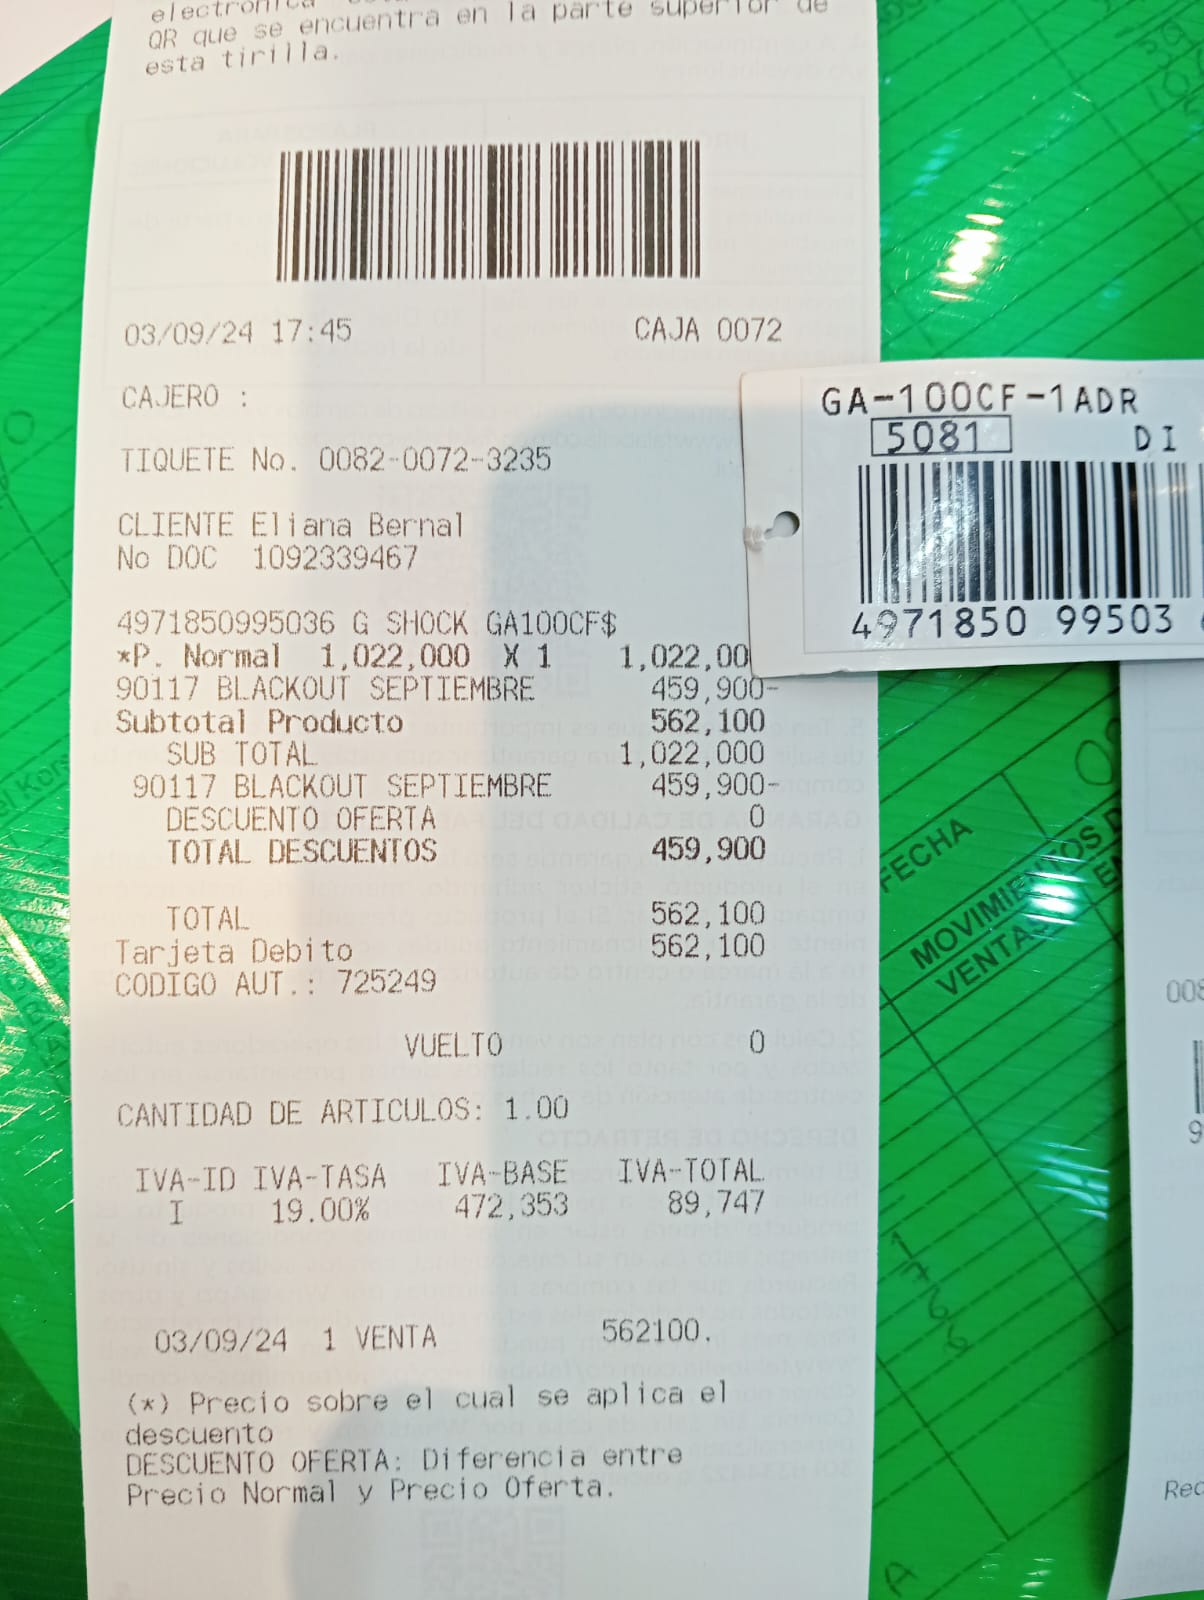 electrónica
QR que se encuentra en la parte superior de
esta tirilla.
03/09/24 17:45 CAJA 0072
CAJERO :
TIQUETE No. 0082-0072-3235
CLIENTE Eliana Bernal
No DOC 1092339467
4971850995036 G SHOCK GA100CF$
*P. Normal 1,022,000 X 1 1,022,00
90117 BLACKOUT SEPTIEMBRE 459,900-
Subtotal Producto 562,100
SUB TOTAL 1,022,000
90117 BLACKOUT SEPTIEMBRE 459,900-
DESCUENTO OFERTA 0
TOTAL DESCUENTOS 459,900
TOTAL 562,100
Tarjeta Debito 562,100
CODIGO AUT.: 725249
VUELTO 0
CANTIDAD DE ARTICULOS: 1.00
IVA-ID IVA-TASA IVA-BASE IVA-TOTAL
I 19.00% 472,353 89,747
03/09/24 1 VENTA 562100.
(*) Precio sobre el cual se aplica el
descuento
DESCUENTO OFERTA: Diferencia entre
Precio Normal y Precio Oferta.
GA-100CF-1ADR
5081 DI
4971850 99503
FECHA
MOVIMIENTOS D
VENTAS EN
008
9
Rec